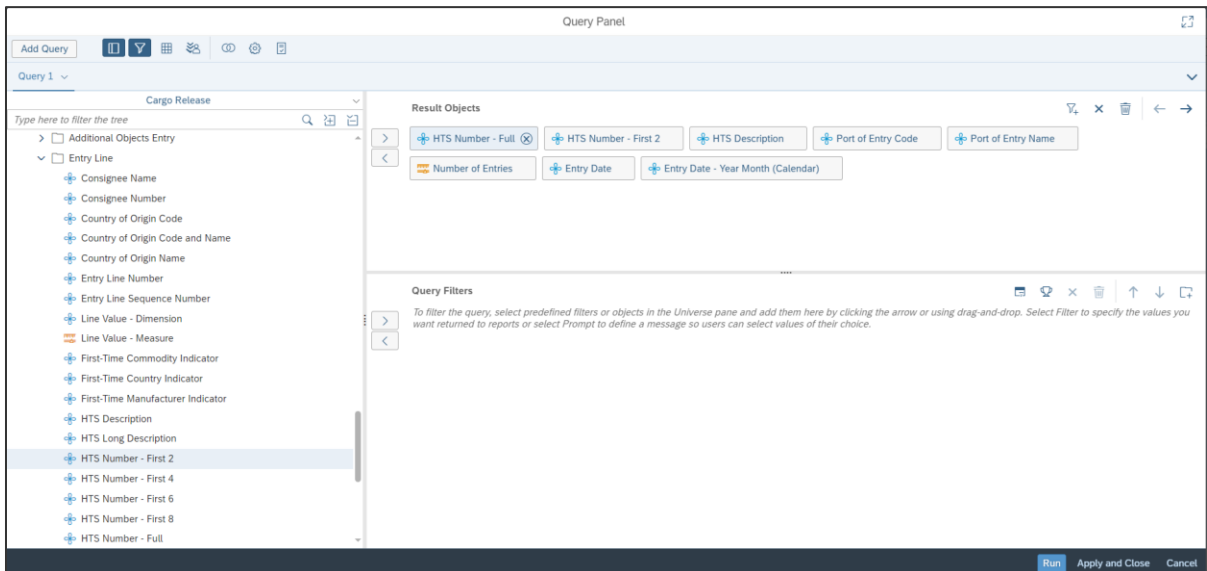 Query Panel
Add Query
Query 1
Cargo Release
Type here to filter the tree
Additional Objects Entry
Entry Line
Consignee Name
Consignee Number
Country of Origin Code
Country of Origin Code and Name
Country of Origin Name
Entry Line Number
Entry Line Sequence Number
Line Value - Dimension
Line Value - Measure
First-Time Commodity Indicator
First-Time Country Indicator
First-Time Manufacturer Indicator
HTS Description
HTS Long Description
HTS Number - First 2
HTS Number - First 4
HTS Number - First 6
HTS Number - First 8
HTS Number - Full
Result Objects
HTS Number - Full HTS Number - First 2 HTS Description Port of Entry Code Port of Entry Name
Number of Entries Entry Date Entry Date - Year Month (Calendar)
Query Filters
To filter the query, select predefined filters or objects in the Universe pane and add them here by clicking the arrow or using drag-and-drop. Select Filter to specify the values you
want returned to reports or select Prompt to define a message so users can select values of their choice.
Run Apply and Close Cancel